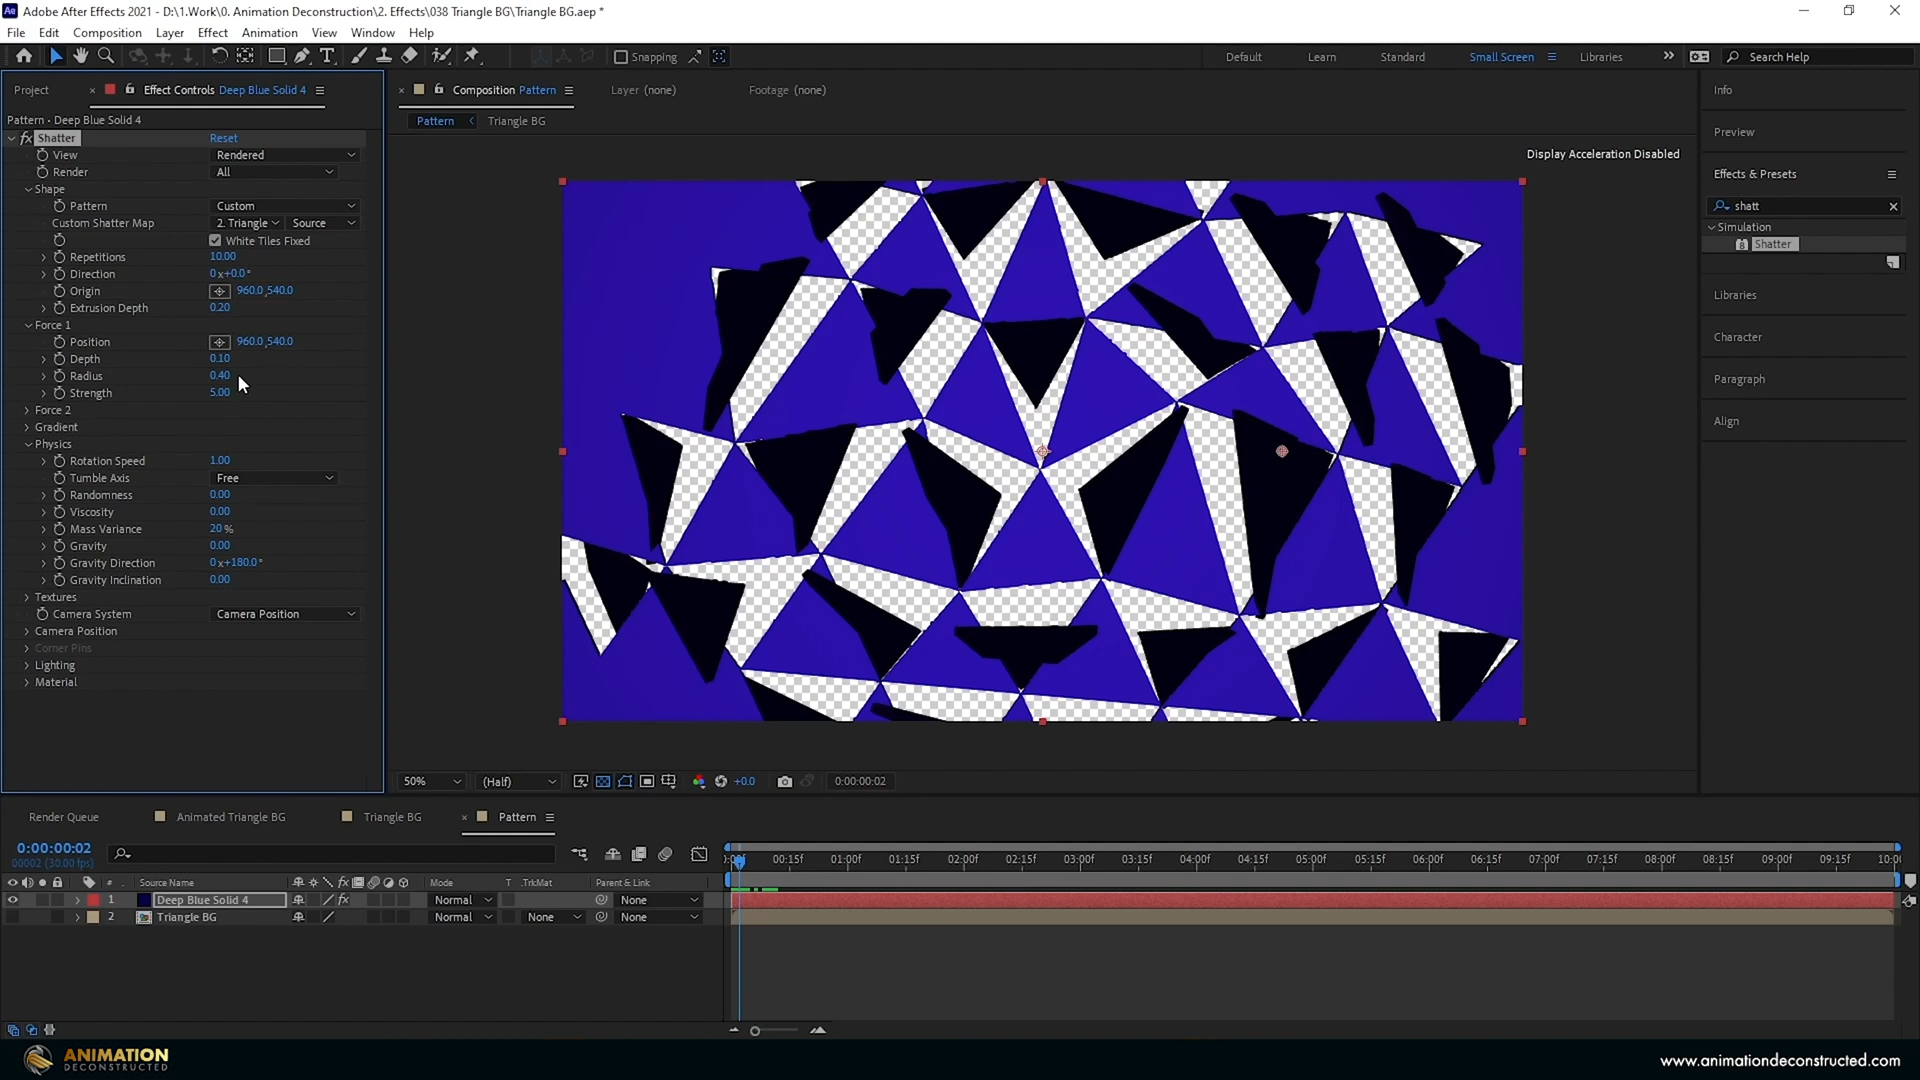 Adobe After Effects 2021 - D:\1.Work\0. Animation Deconstruction\2. Effects\038 Triangle BG\Triangle BG.aep *
File Edit Composition Layer Effect Animation View Window Help
Snapping Default Learn Standard Small Screen Libraries Search Help
Project Effect Controls Deep Blue Solid 4
Pattern • Deep Blue Solid 4
fx Shatter Reset
View Rendered
Render All
Shape
Pattern Custom
Custom Shatter Map 2. Triangle Source
White Tiles Fixed
Repetitions 10.00
Direction 0x+0.0°
Origin 960.0,540.0
Extrusion Depth 0.20
Force 1
Position 960.0,540.0
Depth 0.10
Radius 0.40
Strength 5.00
Force 2
Gradient
Physics
Rotation Speed 1.00
Tumble Axis Free
Randomness 0.00
Viscosity 0.00
Mass Variance 20 %
Gravity 0.00
Gravity Direction 0x+180.0°
Gravity Inclination 0.00
Textures
Camera System Camera Position
Camera Position
Corner Pins
Lighting
Material
Composition Pattern Layer (none) Footage (none)
Pattern Triangle BG
Display Acceleration Disabled
50% (Half) +0.0 0:00:00:02
Info
Preview
Effects & Presets
shatt
Simulation
Shatter
Libraries
Character
Paragraph
Align
Render Queue Animated Triangle BG Triangle BG Pattern
0:00:00:02
00002 (30.00 fps)
00:15f 01:00f 01:15f 02:00f 02:15f 03:00f 03:15f 04:00f 04:15f 05:00f 05:15f 06:00f 06:15f 07:00f 07:15f 08:00f 08:15f 09:00f 09:15f 10:0
# Source Name fx Mode T .TrkMat Parent & Link
1 Deep Blue Solid 4 fx Normal None
2 Triangle BG Normal None None
ANIMATION
DECONSTRUCTED
www.animationdeconstructed.com